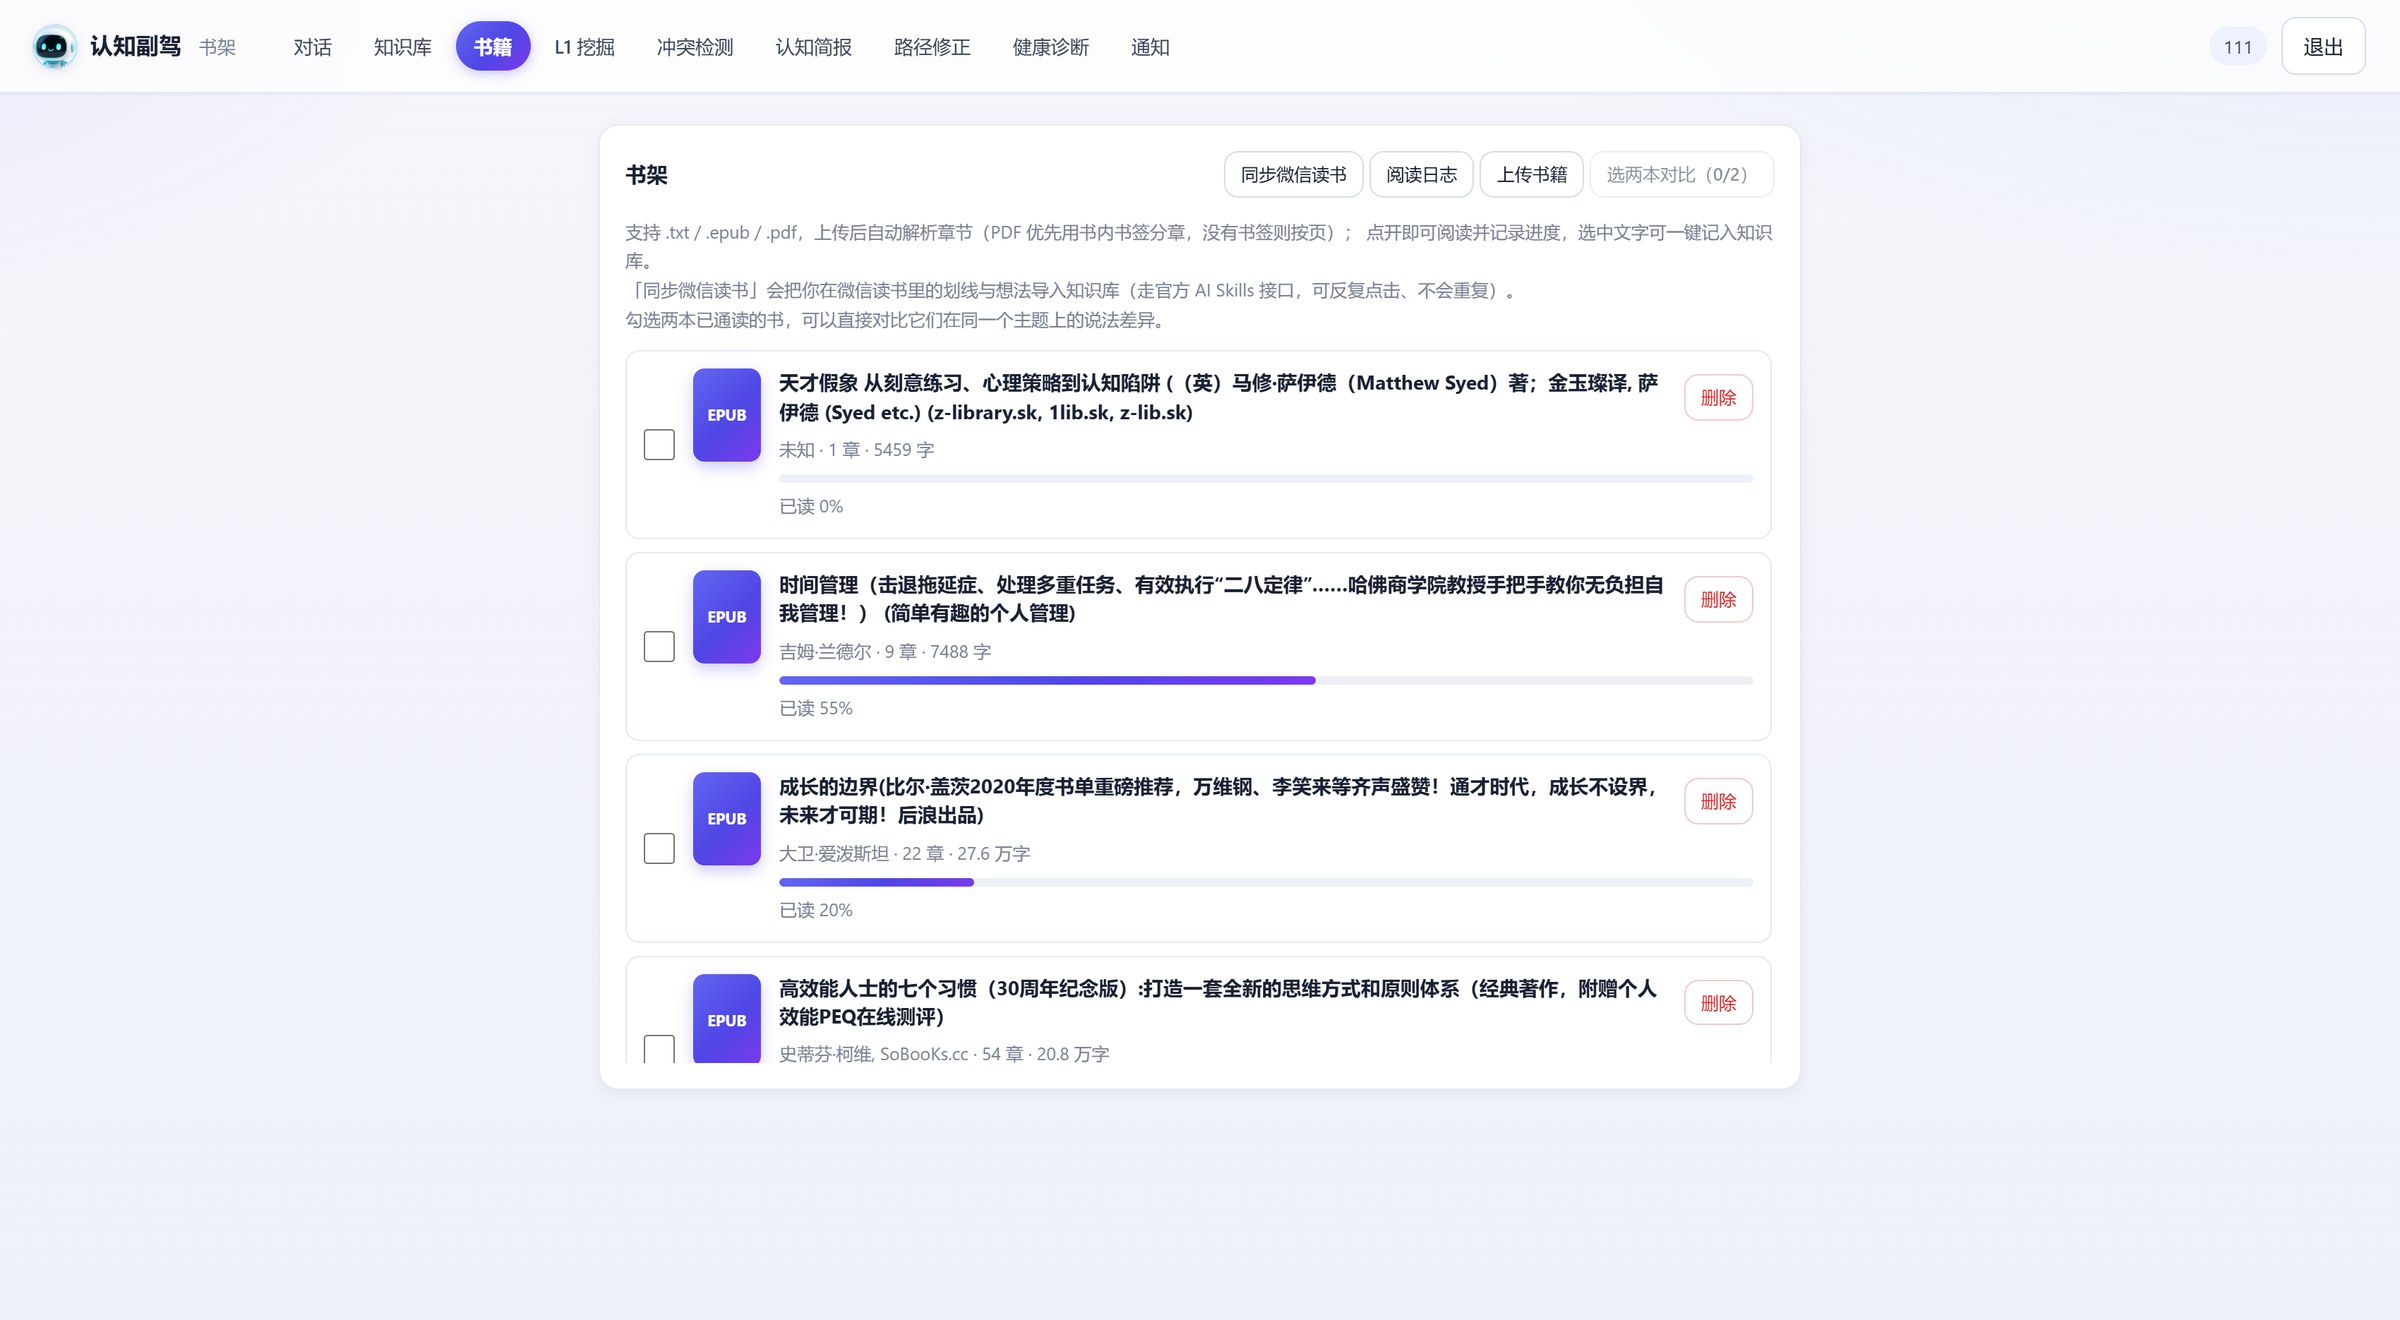 认知副驾 书架 对话 知识库 书籍 L1 挖掘 冲突检测 认知简报 路径修正 健康诊断 通知 111 退出
书架 同步微信读书 阅读日志 上传书籍 选两本对比（0/2）
支持 .txt / .epub / .pdf，上传后自动解析章节（PDF 优先用书内书签分章，没有书签则按页）； 点开即可阅读并记录进度，选中文字可一键记入知识
库。
「同步微信读书」会把你在微信读书里的划线与想法导入知识库（走官方 AI Skills 接口，可反复点击、不会重复）。
勾选两本已通读的书，可以直接对比它们在同一个主题上的说法差异。
EPUB
天才假象 从刻意练习、心理策略到认知陷阱 (（英）马修·萨伊德（Matthew Syed）著；金玉璨译, 萨
伊德 (Syed etc.) (z-library.sk, 1lib.sk, z-lib.sk)
删除
未知 · 1 章 · 5459 字
已读 0%
EPUB
时间管理（击退拖延症、处理多重任务、有效执行“二八定律”……哈佛商学院教授手把手教你无负担自
我管理！） (简单有趣的个人管理)
删除
吉姆·兰德尔 · 9 章 · 7488 字
已读 55%
EPUB
成长的边界(比尔·盖茨2020年度书单重磅推荐，万维钢、李笑来等齐声盛赞！通才时代，成长不设界，
未来才可期！后浪出品)
删除
大卫·爱泼斯坦 · 22 章 · 27.6 万字
已读 20%
EPUB
高效能人士的七个习惯（30周年纪念版）:打造一套全新的思维方式和原则体系（经典著作，附赠个人
效能PEQ在线测评）
删除
史蒂芬·柯维, SoBooKs.cc · 54 章 · 20.8 万字